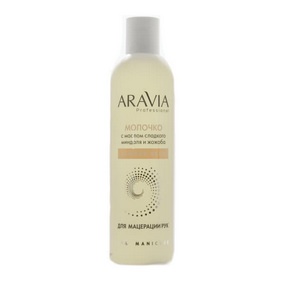 ARAVIA
Professional
МОЛОЧКО
С МАСЛОМ СЛАДКОГО
МИНДАЛЯ И ЖОЖОБА
ДЛЯ МАЦЕРАЦИИ РУК